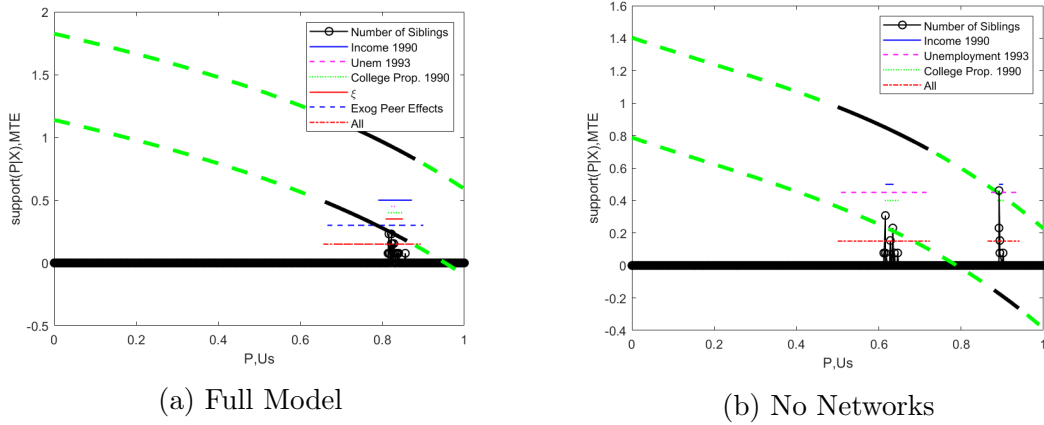 2
1.5
1
0.5
0
-0.5
support(P|X),MTE
Number of Siblings
Income 1990
Unem 1993
College Prop. 1990
ξ
Exog Peer Effects
All
0 0.2 0.4 0.6 0.8 1
P,Us
(a) Full Model
1.6
1.4
1.2
1
0.8
0.6
0.4
0.2
0
-0.2
-0.4
support(P|X),MTE
Number of Siblings
Income 1990
Unemployment 1993
College Prop. 1990
All
0 0.2 0.4 0.6 0.8 1
P,Us
(b) No Networks